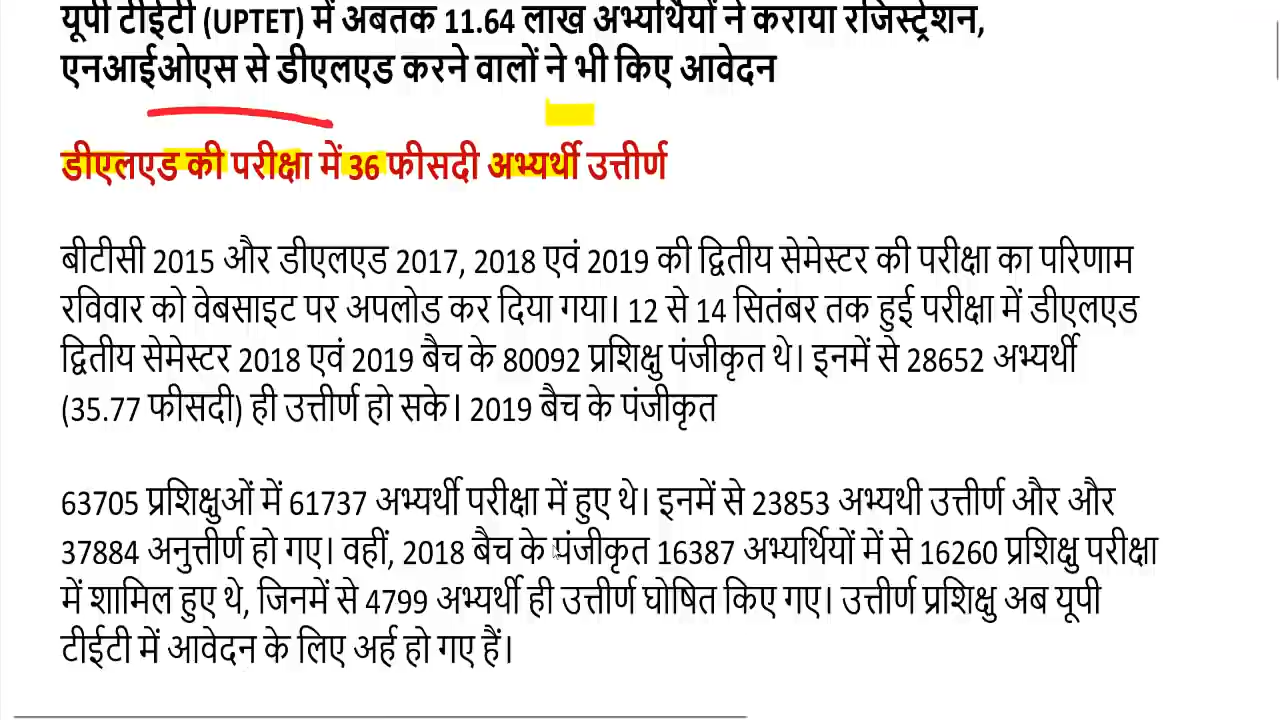 यूपी टीईटी (UPTET) में अबतक 11.64 लाख अभ्यर्थियों ने कराया रजिस्ट्रेशन,
एनआईओएस से डीएलएड करने वालों ने भी किए आवेदन
डीएलएड की परीक्षा में 36 फीसदी अभ्यर्थी उत्तीर्ण
बीटीसी 2015 और डीएलएड 2017, 2018 एवं 2019 की द्वितीय सेमेस्टर की परीक्षा का परिणाम
रविवार को वेबसाइट पर अपलोड कर दिया गया। 12 से 14 सितंबर तक हुई परीक्षा में डीएलएड
द्वितीय सेमेस्टर 2018 एवं 2019 बैच के 80092 प्रशिक्षु पंजीकृत थे। इनमें से 28652 अभ्यर्थी
(35.77 फीसदी) ही उत्तीर्ण हो सके। 2019 बैच के पंजीकृत
63705 प्रशिक्षुओं में 61737 अभ्यर्थी परीक्षा में हुए थे। इनमें से 23853 अभ्यथी उत्तीर्ण और और
37884 अनुत्तीर्ण हो गए। वहीं, 2018 बैच के पंजीकृत 16387 अभ्यर्थियों में से 16260 प्रशिक्षु परीक्षा
में शामिल हुए थे, जिनमें से 4799 अभ्यर्थी ही उत्तीर्ण घोषित किए गए। उत्तीर्ण प्रशिक्षु अब यूपी
टीईटी में आवेदन के लिए अर्ह हो गए हैं।